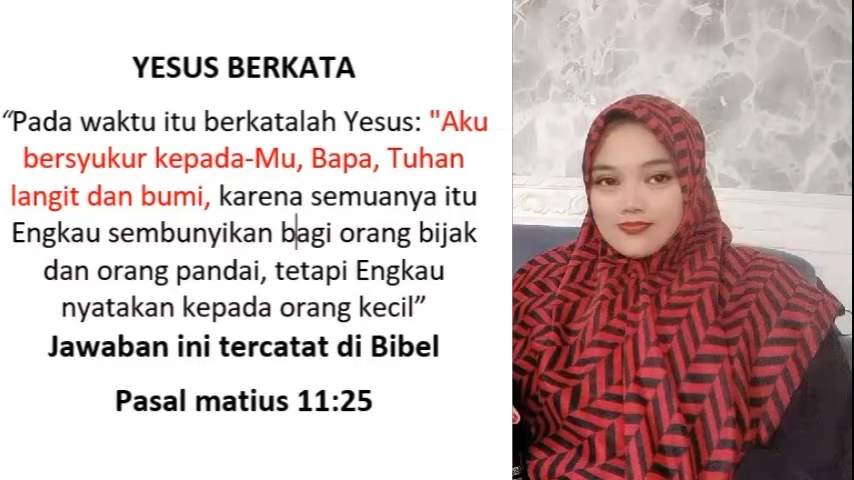 YESUS BERKATA
“Pada waktu itu berkatalah Yesus: "Aku
bersyukur kepada-Mu, Bapa, Tuhan
langit dan bumi, karena semuanya itu
Engkau sembunyikan bagi orang bijak
dan orang pandai, tetapi Engkau
nyatakan kepada orang kecil”
Jawaban ini tercatat di Bibel
Pasal matius 11:25